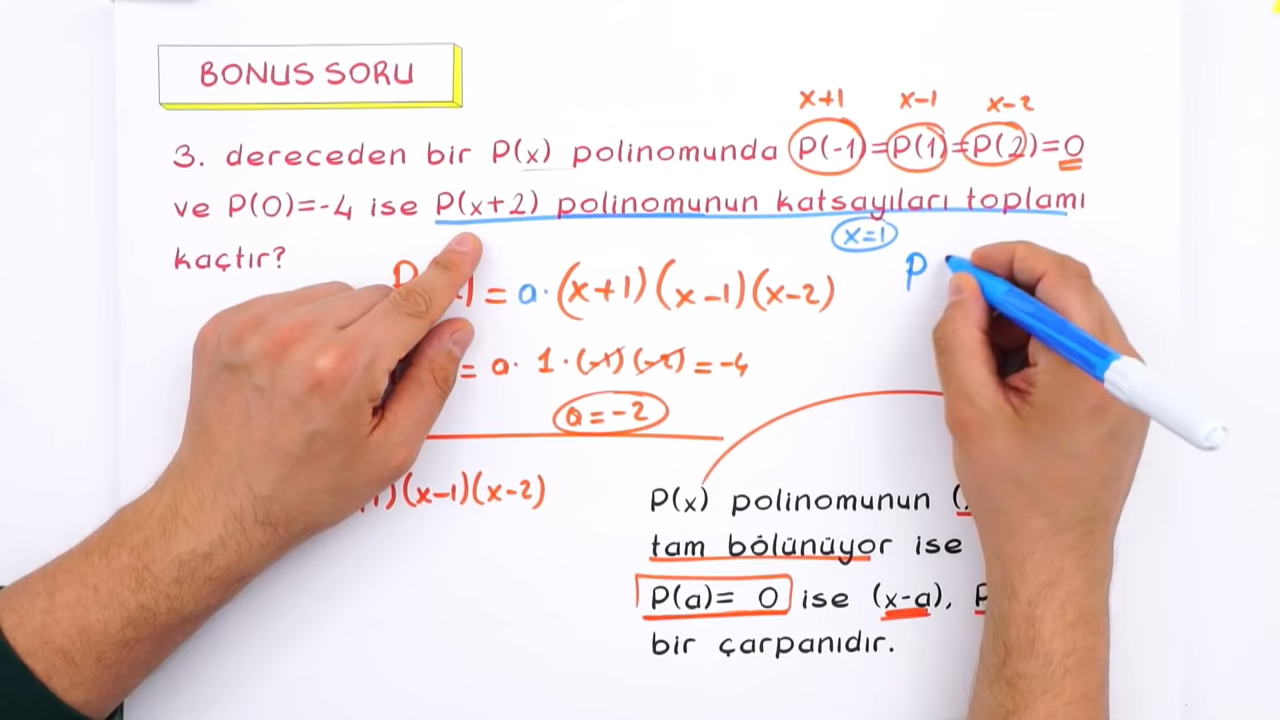 BONUS SORU
x+1 x-1 x-2
3. dereceden bir P(x) polinomunda P(-1)=P(1)=P(2)=0
ve P(0)=-4 ise P(x+2) polinomunun katsayıları toplamı
x=1
kaçtır?
= a·(x+1)(x-1)(x-2)
P
= a· 1·(-1)(-2) = -4
a=-2
(x-1)(x-2)
P(x) polinomunun
tam bölünüyor ise
P(a)= 0 ise (x-a),
bir çarpanıdır.